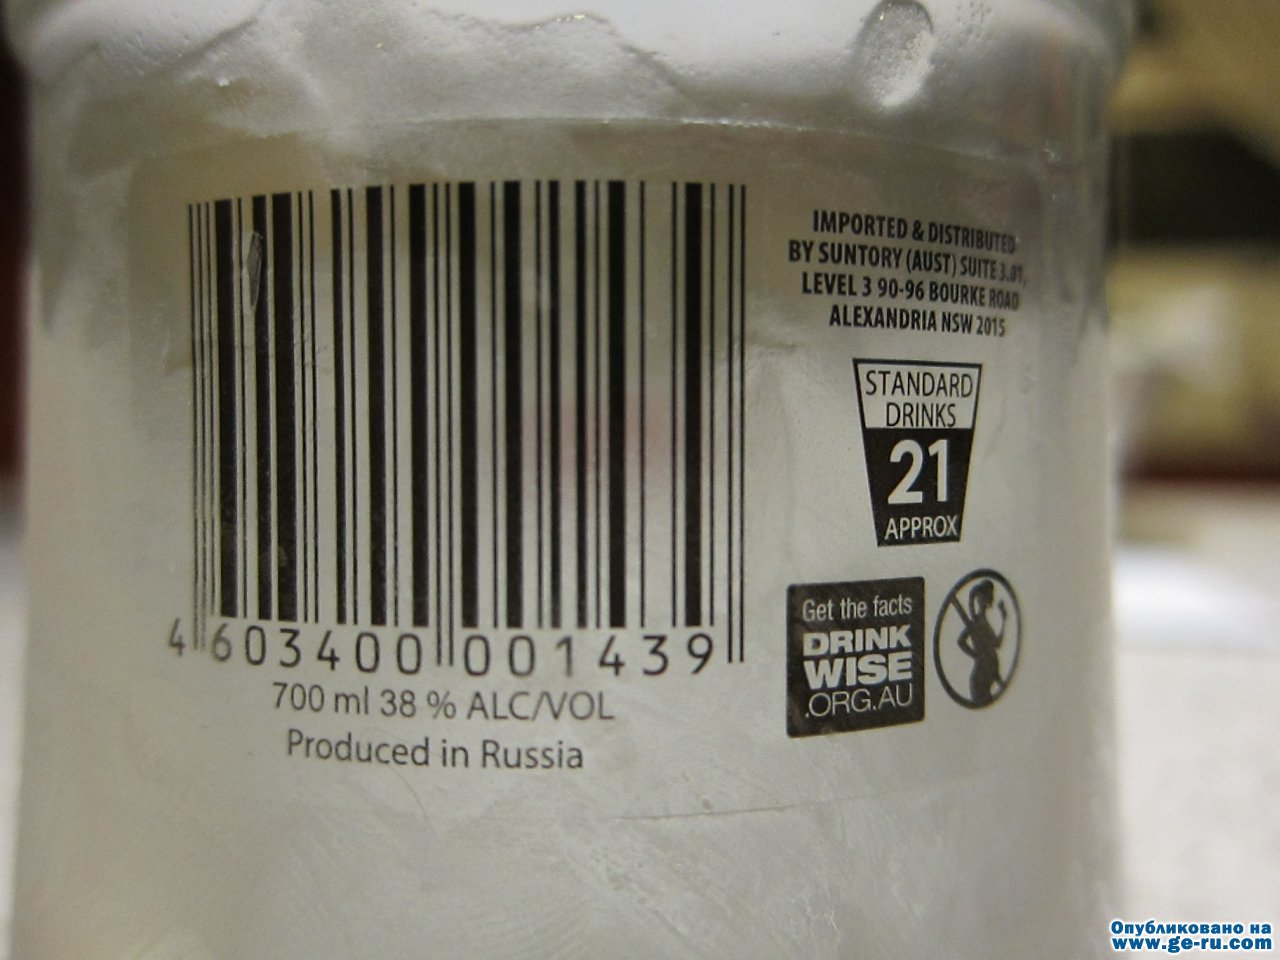 IMPORTED & DISTRIBUTED
BY SUNTORY (AUST) SUITE 3.01,
LEVEL 3 90-96 BOURKE ROAD
ALEXANDRIA NSW 2015
STANDARD
DRINKS
21
APPROX
4 603400 001439
700 ml 38 % ALC/VOL
Produced in Russia
Get the facts
DRINK
WISE
.ORG.AU
Опубликовано на
www.ge-ru.com